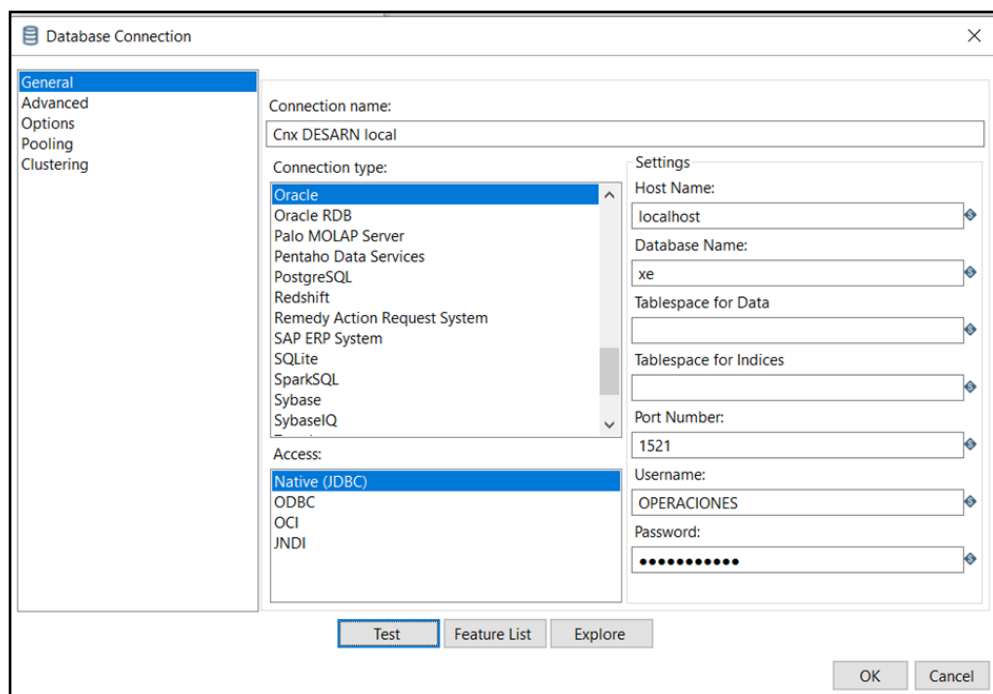 Database Connection
General
Advanced
Options
Pooling
Clustering
Connection name:
Cnx DESARN local
Connection type:
Oracle
Oracle RDB
Palo MOLAP Server
Pentaho Data Services
PostgreSQL
Redshift
Remedy Action Request System
SAP ERP System
SQLite
SparkSQL
Sybase
SybaseIQ
Access:
Native (JDBC)
ODBC
OCI
JNDI
Settings
Host Name:
localhost
Database Name:
xe
Tablespace for Data
Tablespace for Indices
Port Number:
1521
Username:
OPERACIONES
Password:
●●●●●●●●●●●
Test
Feature List
Explore
OK
Cancel